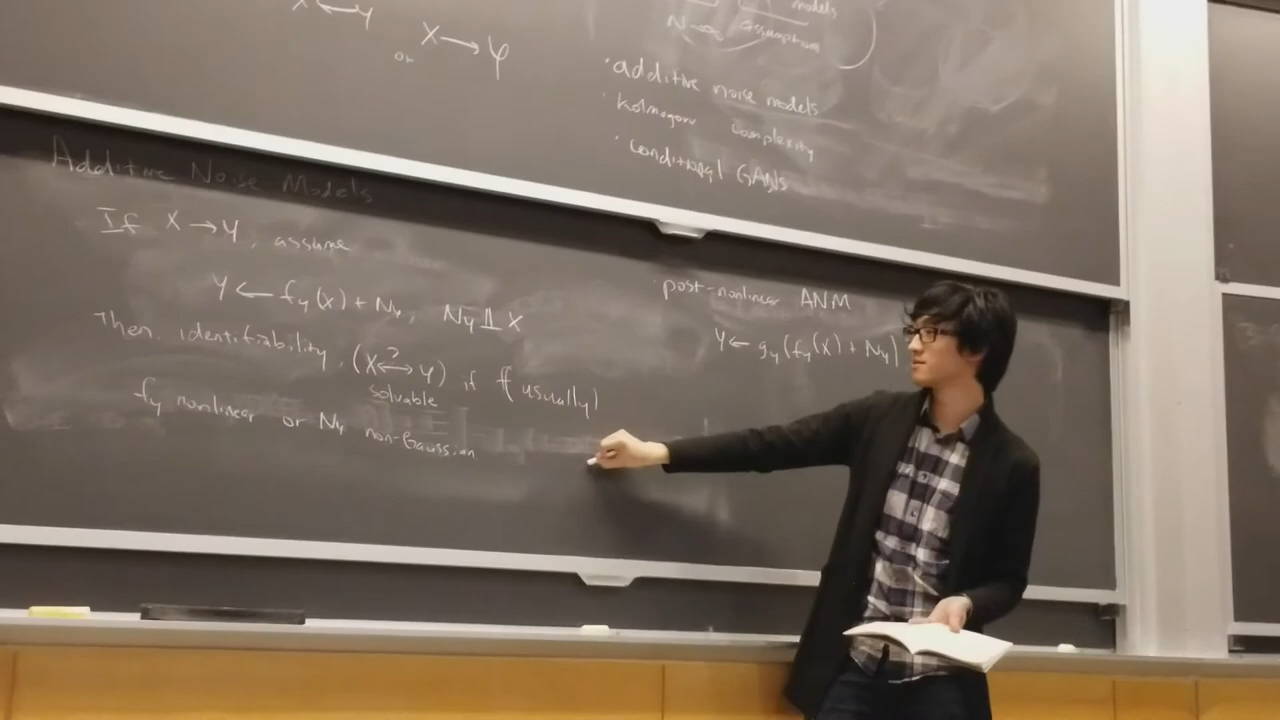 X ← Y
or
X → Y
models
N → ∞ assumptions
· additive noise models
· Kolmogorov complexity
· conditional GANs
Additive Noise Models
If X → Y, assume
Y ← f_Y(X) + N_Y, N_Y ⫫ X
Then, identifiability, (X ↔? Y) if f (usually)
solvable
f_Y nonlinear or N_Y non-Gaussian
· post-nonlinear ANM
Y ← g_Y(f_Y(X) + N_Y)